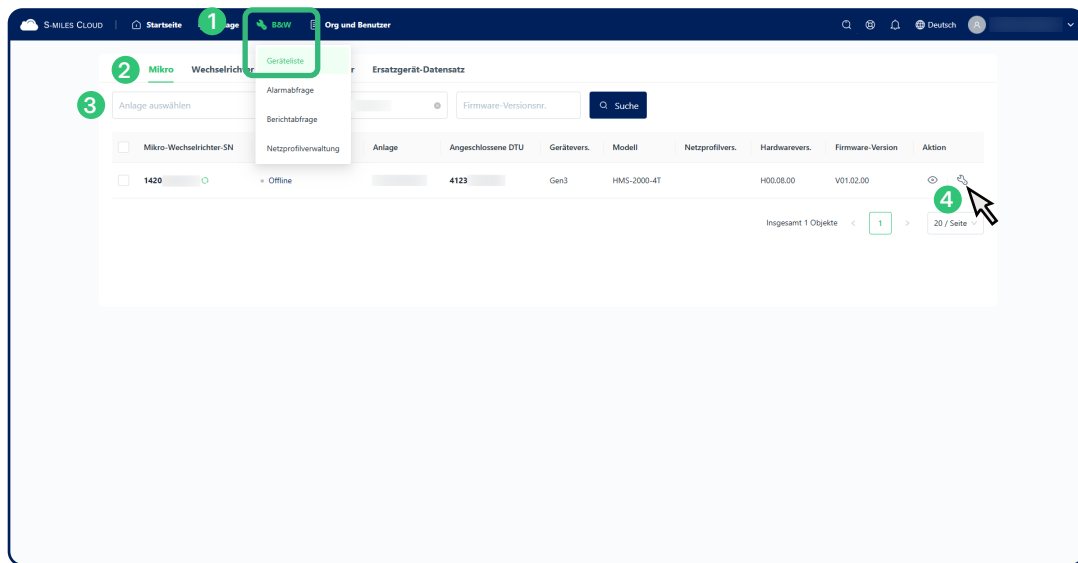 S-MILES CLOUD Startseite 1 age B&W Org und Benutzer Deutsch
2 Mikro Wechselrichter r Ersatzgerät-Datensatz
Geräteliste
Alarmabfrage
Berichtabfrage
Netzprofilverwaltung
3 Anlage auswählen Firmware-Versionsnr. Suche
Mikro-Wechselrichter-SN Anlage Angeschlossene DTU Gerätevers. Modell Netzprofilvers. Hardwarevers. Firmware-Version Aktion
1420 Offline 4123 Gen3 HMS-2000-4T H00.08.00 V01.02.00
4
Insgesamt 1 Objekte < 1 > 20 / Seite